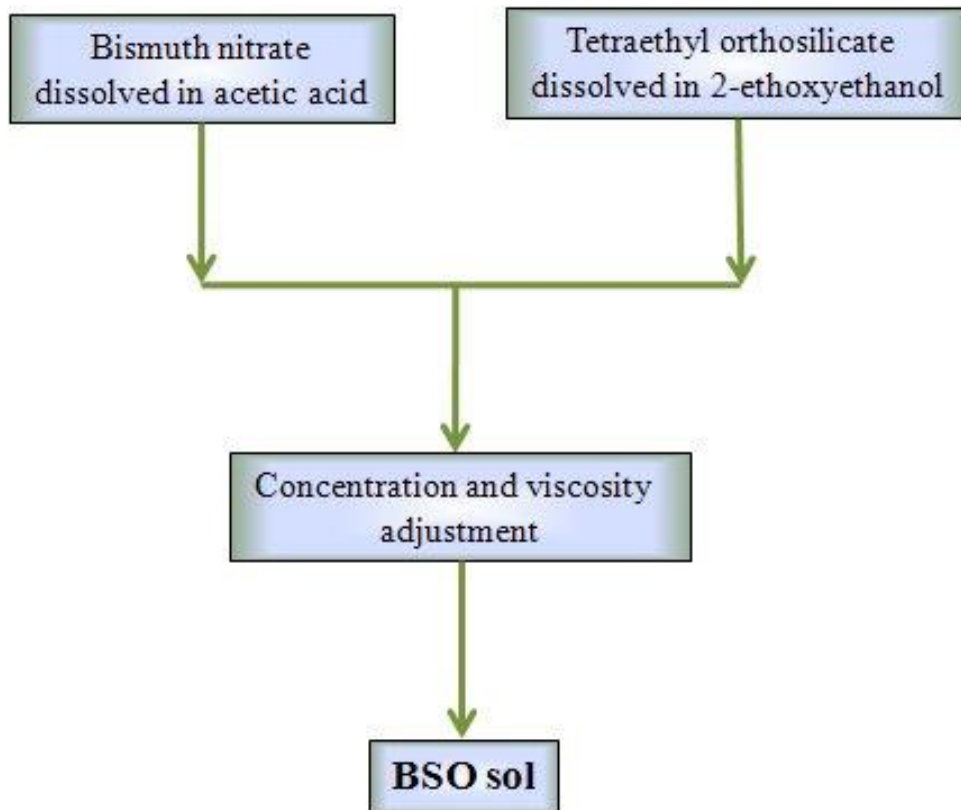 Bismuth nitrate
dissolved in acetic acid
Tetraethyl orthosilicate
dissolved in 2-ethoxyethanol
Concentration and viscosity
adjustment
BSO sol